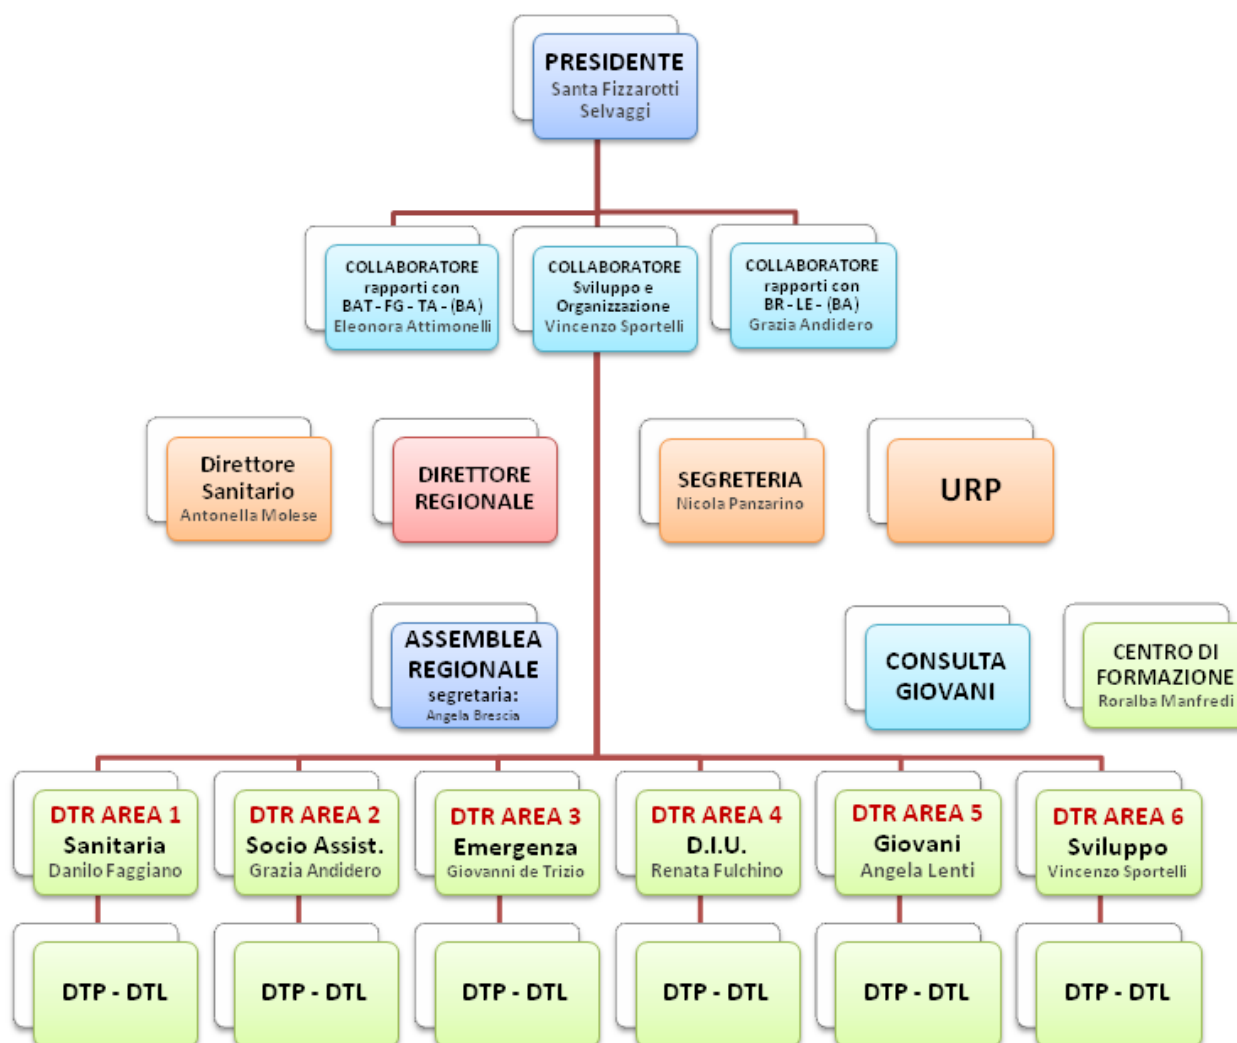 PRESIDENTE
Santa Fizzarotti
Selvaggi
COLLABORATORE
rapporti con
BAT - FG - TA - (BA)
Eleonora Attimonelli
COLLABORATORE
Sviluppo e
Organizzazione
Vincenzo Sportelli
COLLABORATORE
rapporti con
BR - LE - (BA)
Grazia Andidero
Direttore
Sanitario
Antonella Molese
DIRETTORE
REGIONALE
SEGRETERIA
Nicola Panzarino
URP
ASSEMBLEA
REGIONALE
segretaria:
Angela Brescia
CONSULTA
GIOVANI
CENTRO DI
FORMAZIONE
Roralba Manfredi
DTR AREA 1
Sanitaria
Danilo Faggiano
DTR AREA 2
Socio Assist.
Grazia Andidero
DTR AREA 3
Emergenza
Giovanni de Trizio
DTR AREA 4
D.I.U.
Renata Fulchino
DTR AREA 5
Giovani
Angela Lenti
DTR AREA 6
Sviluppo
Vincenzo Sportelli
DTP - DTL
DTP - DTL
DTP - DTL
DTP - DTL
DTP - DTL
DTP - DTL